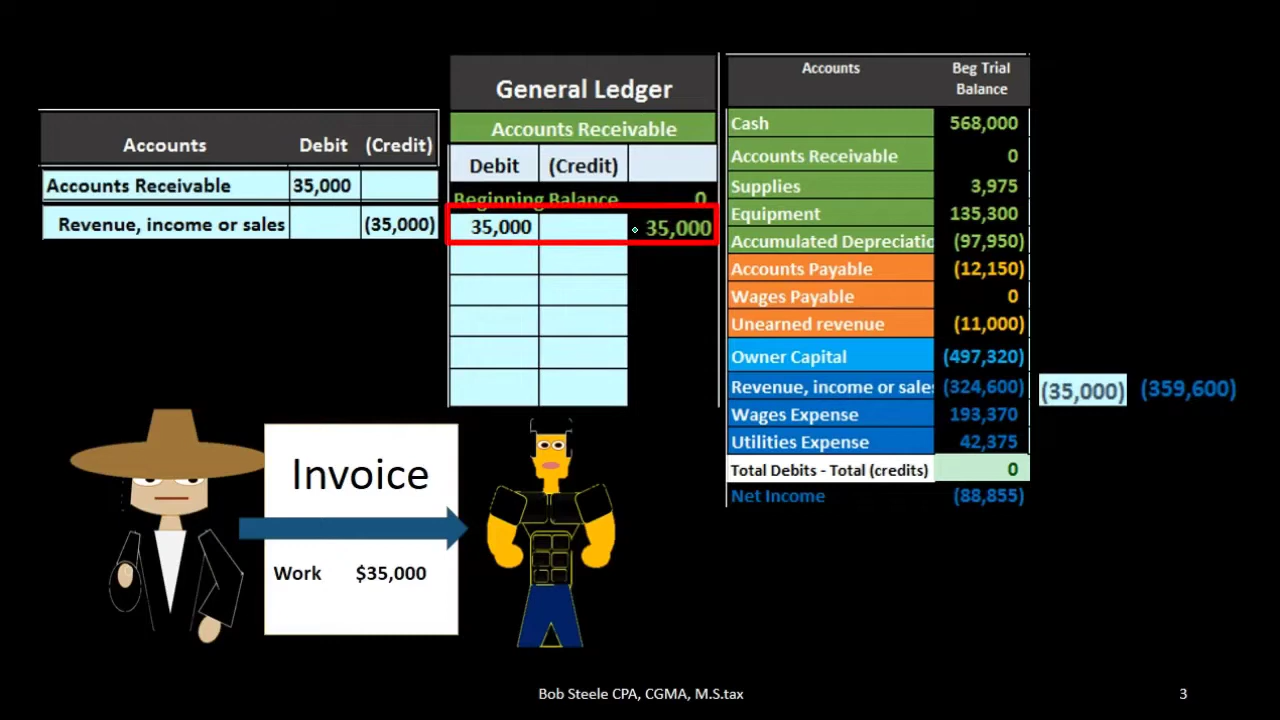 Accounts Debit (Credit)
Accounts Receivable 35,000
Revenue, income or sales (35,000)
General Ledger
Accounts Receivable
Debit (Credit)
Beginning Balance 0
35,000 35,000
Accounts Beg Trial
Balance
Cash 568,000
Accounts Receivable 0
Supplies 3,975
Equipment 135,300
Accumulated Depreciatio (97,950)
Accounts Payable (12,150)
Wages Payable 0
Unearned revenue (11,000)
Owner Capital (497,320)
Revenue, income or sales (324,600) (35,000) (359,600)
Wages Expense 193,370
Utilities Expense 42,375
Total Debits - Total (credits) 0
Net Income (88,855)
Invoice
Work $35,000
Bob Steele CPA, CGMA, M.S.tax
3